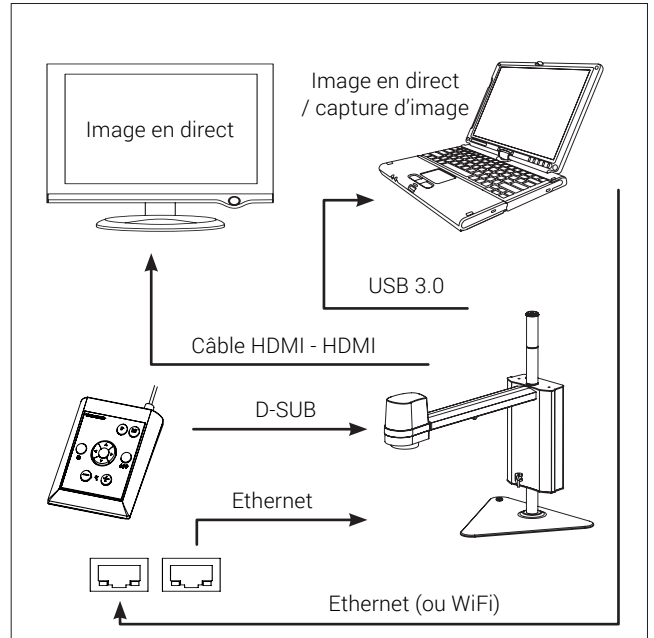 Image en direct
Image en direct
/ capture d’image
USB 3.0
Câble HDMI - HDMI
D-SUB
Ethernet
Ethernet (ou WiFi)